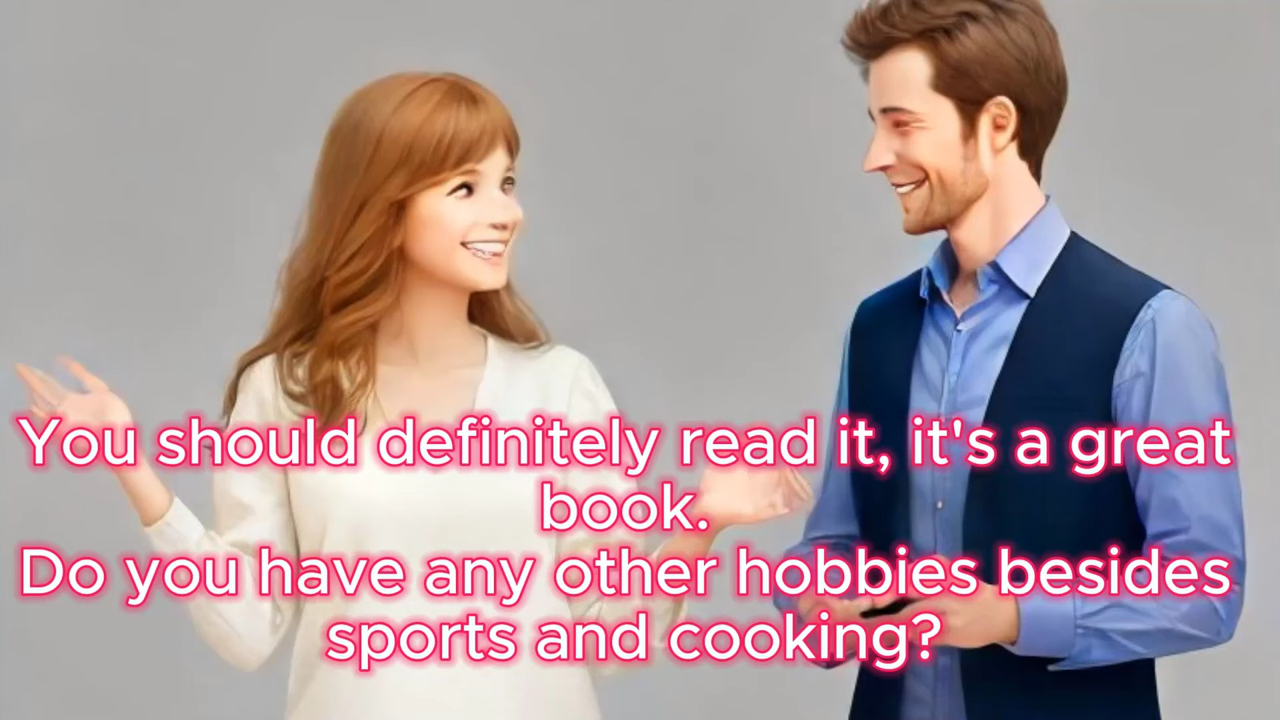 You should definitely read it, it's a great
book.
Do you have any other hobbies besides
sports and cooking?